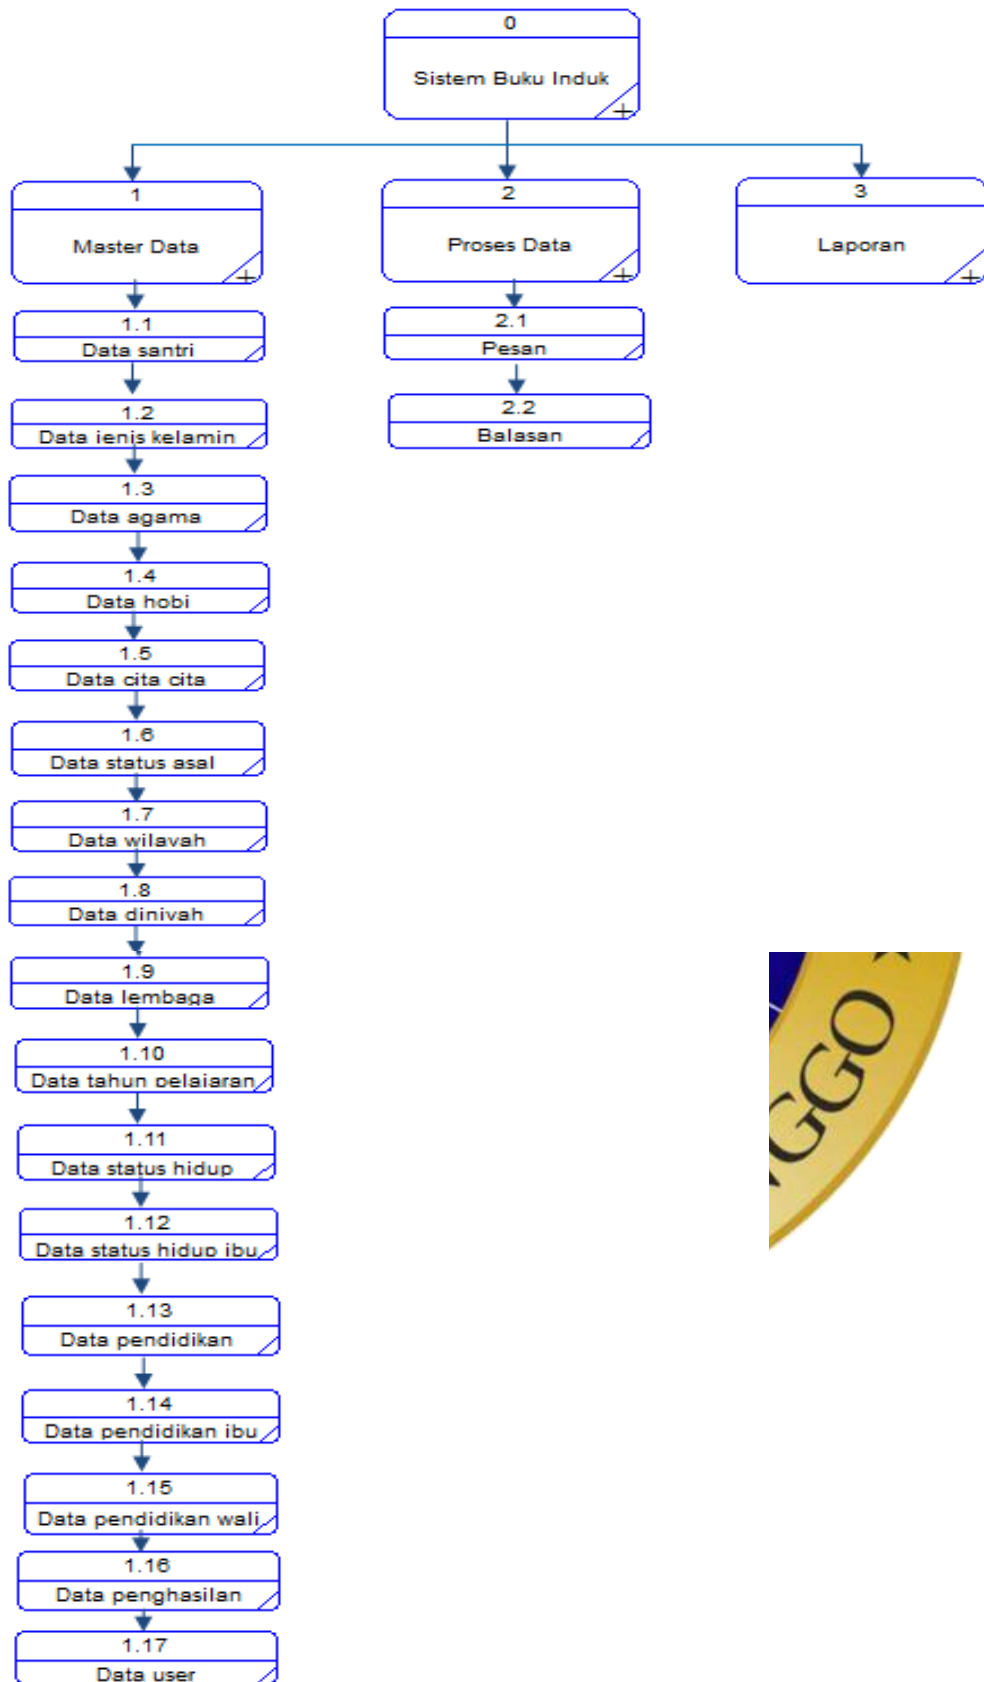 0
Sistem Buku Induk
1
Master Data
2
Proses Data
3
Laporan
1.1
Data santri
2.1
Pesan
1.2
Data jenis kelamin
2.2
Balasan
1.3
Data agama
1.4
Data hobi
1.5
Data cita cita
1.6
Data status asal
1.7
Data wilayah
1.8
Data diniyah
1.9
Data lembaga
1.10
Data tahun pelajaran
1.11
Data status hidup
1.12
Data status hidup ibu
1.13
Data pendidikan
1.14
Data pendidikan ibu
1.15
Data pendidikan wali
1.16
Data penghasilan
1.17
Data user
GGO